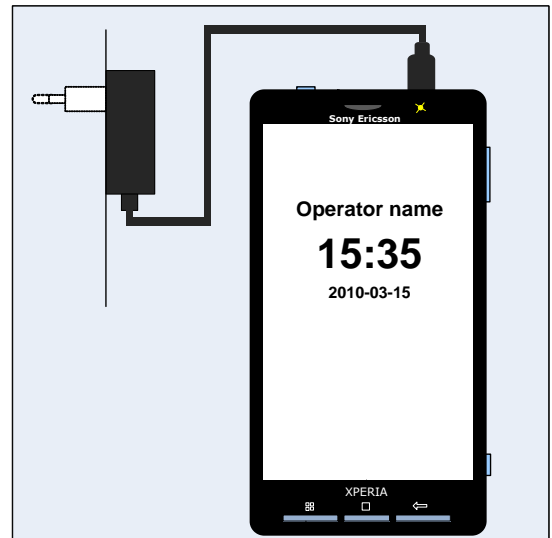 Sony Ericsson
Operator name
15:35
2010-03-15
XPERIA